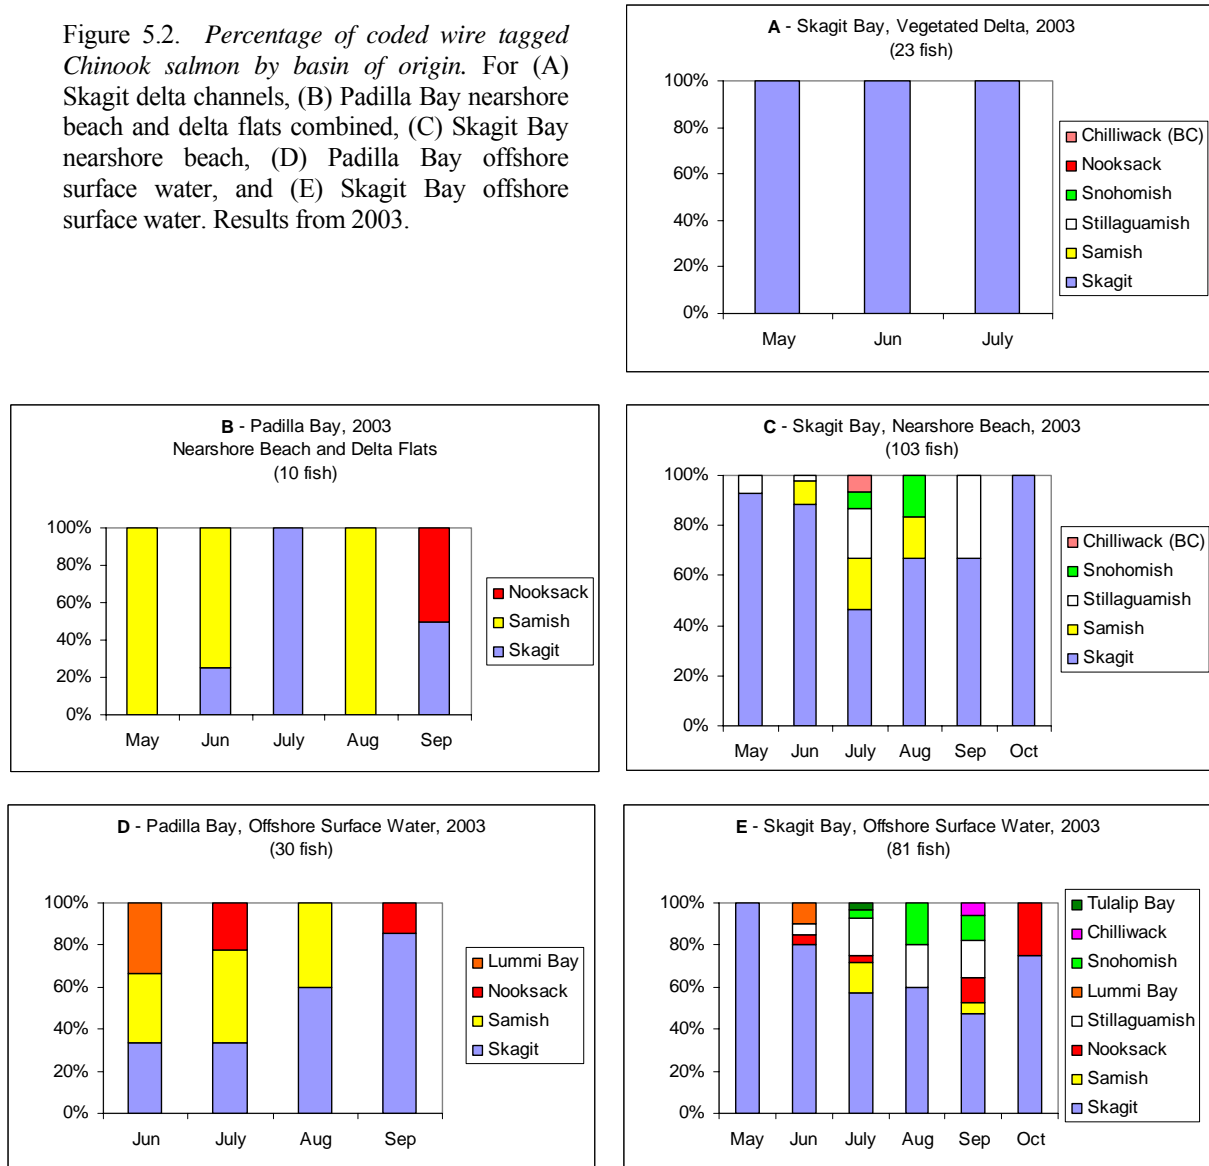 Figure 5.2. Percentage of coded wire tagged
Chinook salmon by basin of origin. For (A)
Skagit delta channels, (B) Padilla Bay nearshore
beach and delta flats combined, (C) Skagit Bay
nearshore beach, (D) Padilla Bay offshore
surface water, and (E) Skagit Bay offshore
surface water. Results from 2003.
A - Skagit Bay, Vegetated Delta, 2003
(23 fish)
100%
80%
60%
40%
20%
0%
May Jun July
Chilliwack (BC)
Nooksack
Snohomish
Stillaguamish
Samish
Skagit
B - Padilla Bay, 2003
Nearshore Beach and Delta Flats
(10 fish)
100%
80%
60%
40%
20%
0%
May Jun July Aug Sep
Nooksack
Samish
Skagit
C - Skagit Bay, Nearshore Beach, 2003
(103 fish)
100%
80%
60%
40%
20%
0%
May Jun July Aug Sep Oct
Chilliwack (BC)
Snohomish
Stillaguamish
Samish
Skagit
D - Padilla Bay, Offshore Surface Water, 2003
(30 fish)
100%
80%
60%
40%
20%
0%
Jun July Aug Sep
Lummi Bay
Nooksack
Samish
Skagit
E - Skagit Bay, Offshore Surface Water, 2003
(81 fish)
100%
80%
60%
40%
20%
0%
May Jun July Aug Sep Oct
Tulalip Bay
Chilliwack
Snohomish
Lummi Bay
Stillaguamish
Nooksack
Samish
Skagit